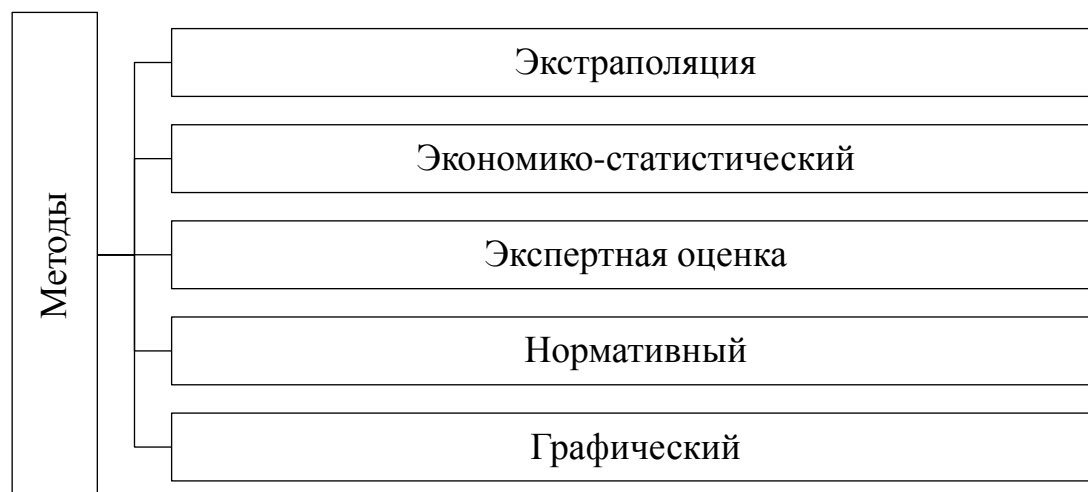 Методы
Экстраполяция
Экономико-статистический
Экспертная оценка
Нормативный
Графический